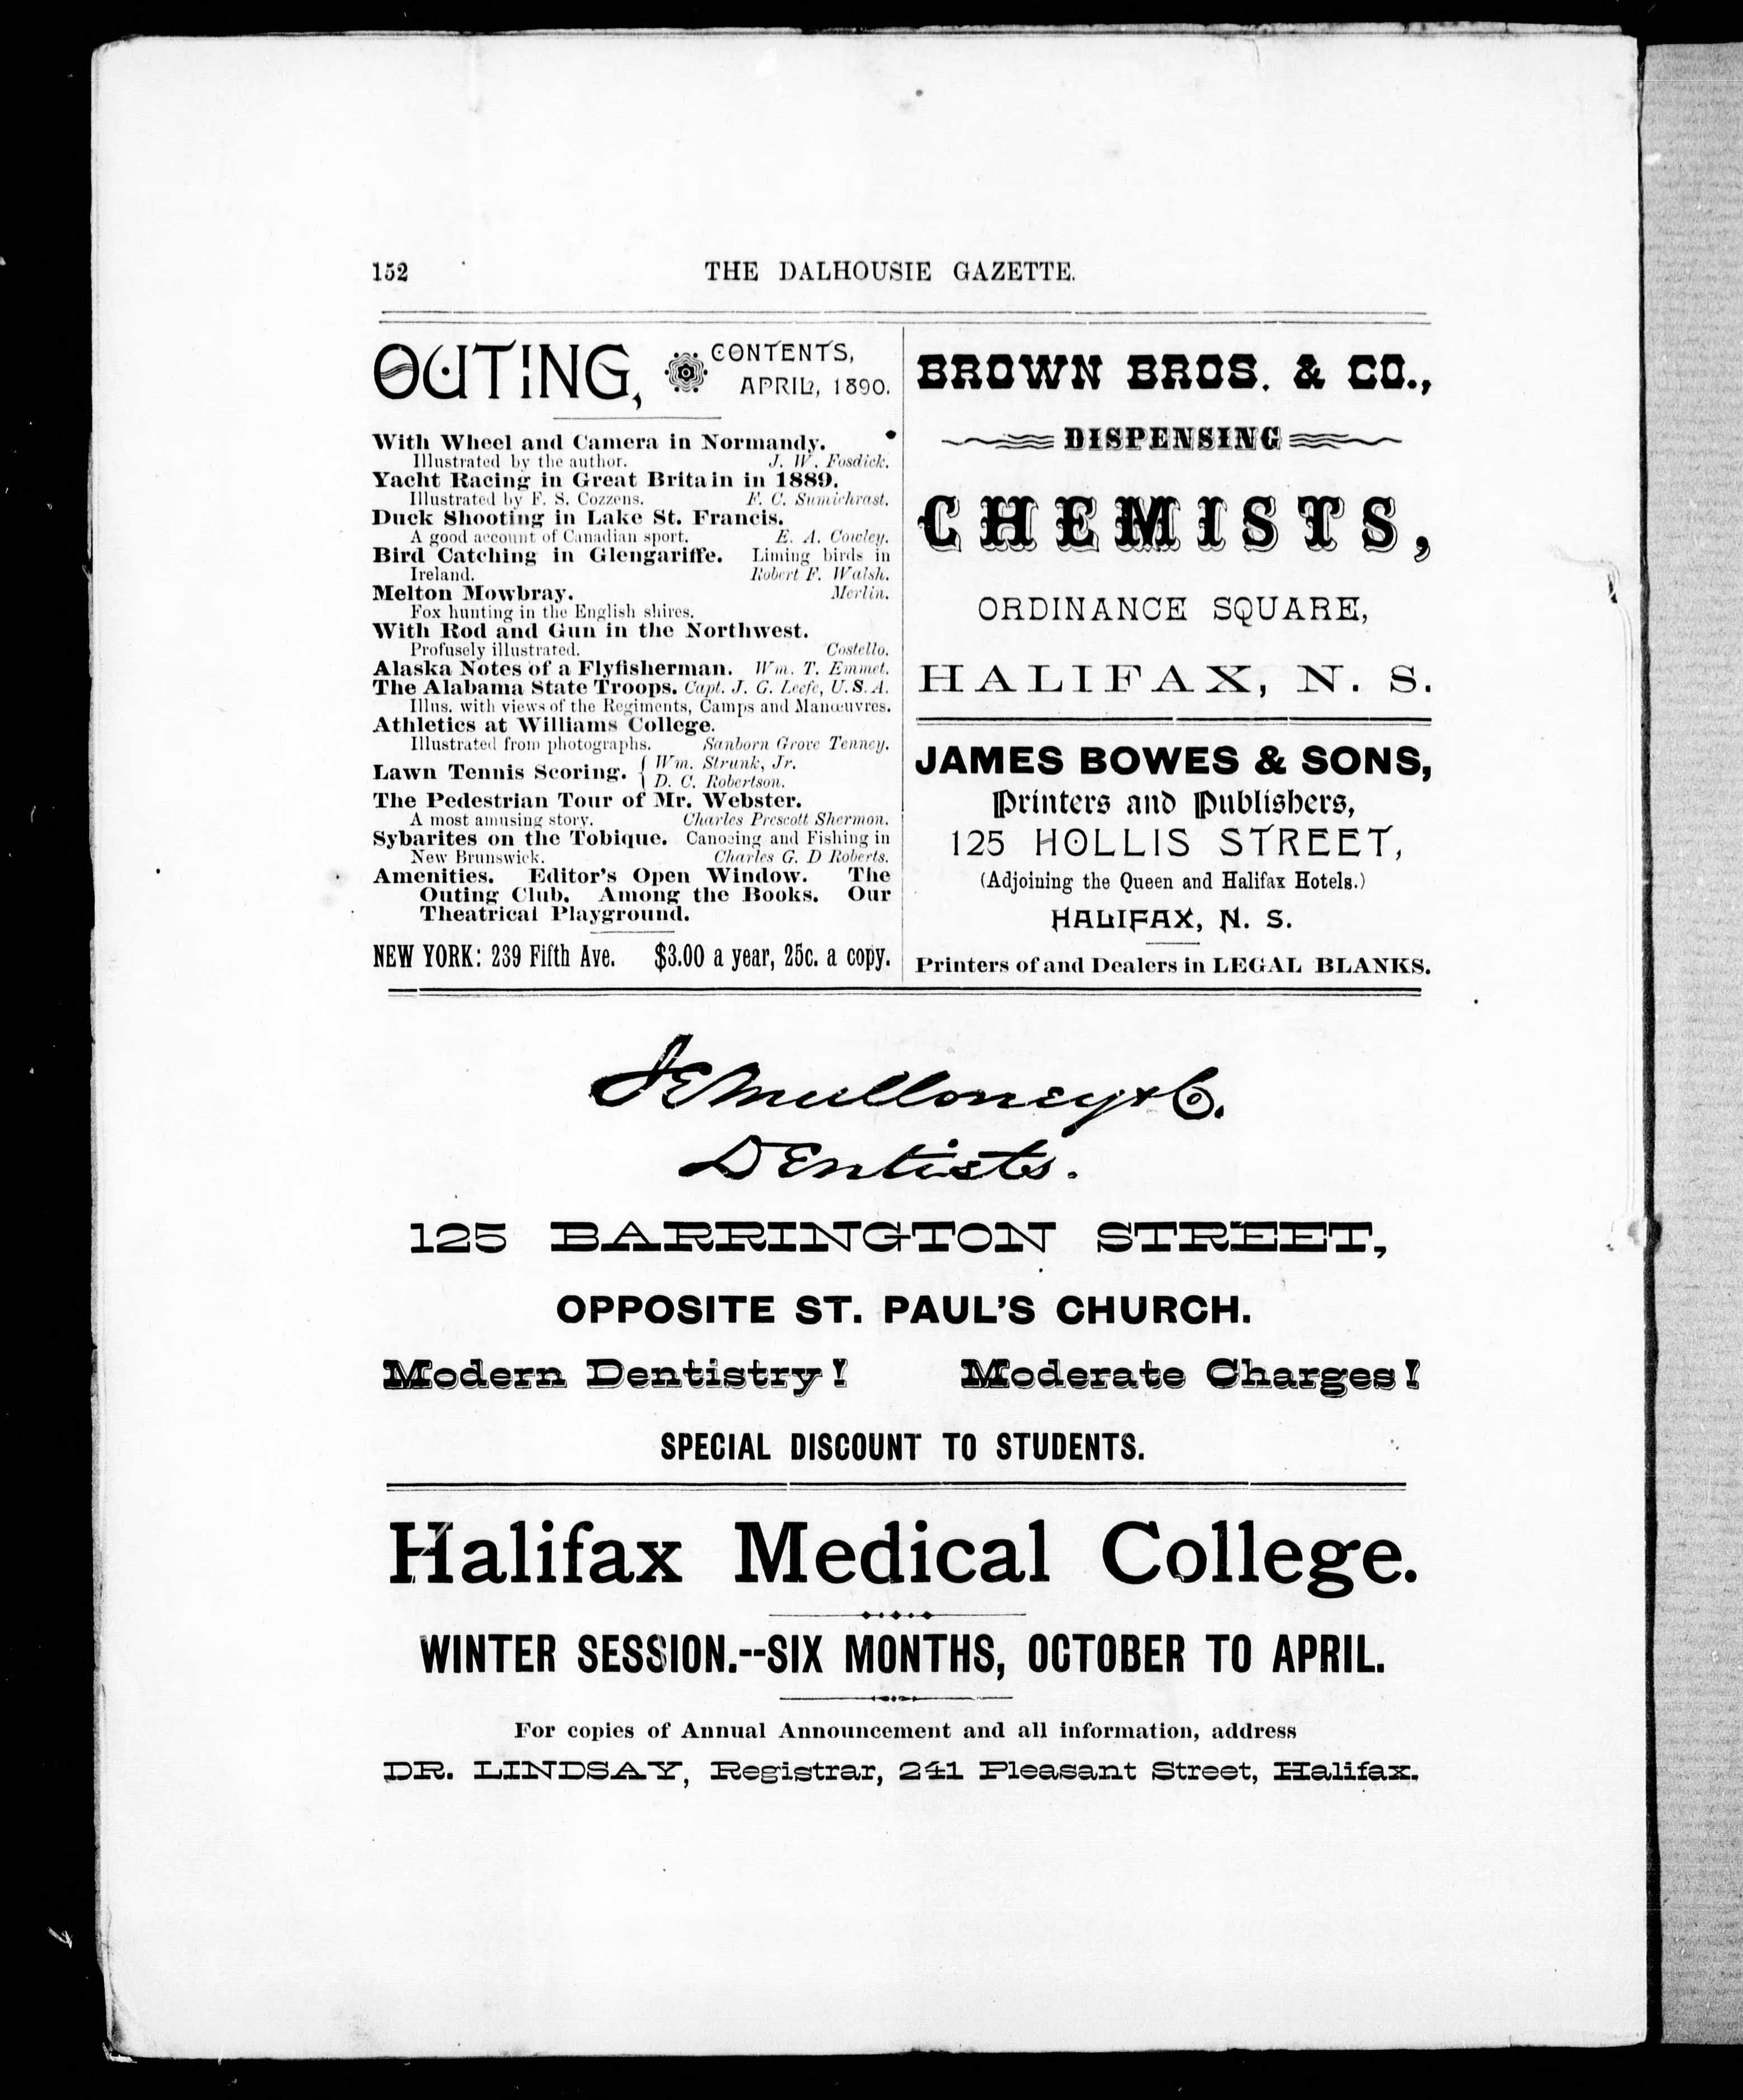 152
THE DALHOUSIE GAZETTE.
OUTING,
CONTENTS,
APRIL, 1890.
With Wheel and Camera in Normandy.
Illustrated by the author. J. W. Fosdick.
Yacht Racing in Great Britain in 1889.
Illustrated by F. S. Cozzens. F. C. Sumichrast.
Duck Shooting in Lake St. Francis.
A good account of Canadian sport. E. A. Cowley.
Bird Catching in Glengariffe. Liming birds in
Ireland. Robert F. Walsh.
Melton Mowbray. Merlin.
Fox hunting in the English shires.
With Rod and Gun in the Northwest.
Profusely illustrated. Costello.
Alaska Notes of a Flyfisherman. Wm. T. Emmet.
The Alabama State Troops. Capt. J. G. Leefe, U.S.A.
Illus. with views of the Regiments, Camps and Manœuvres.
Athletics at Williams College.
Illustrated from photographs. Sanborn Grove Tenney.
Lawn Tennis Scoring. { Wm. Strunk, Jr.
D. C. Robertson.
The Pedestrian Tour of Mr. Webster.
A most amusing story. Charles Prescott Shermon.
Sybarites on the Tobique. Canoeing and Fishing in
New Brunswick. Charles G. D Roberts.
Amenities. Editor's Open Window. The
Outing Club. Among the Books. Our
Theatrical Playground.
NEW YORK: 239 Fifth Ave. $3.00 a year, 25c. a copy.
BROWN BROS. & CO.,
DISPENSING
CHEMISTS,
ORDINANCE SQUARE,
HALIFAX, N. S.
JAMES BOWES & SONS,
Printers and Publishers,
125 HOLLIS STREET,
(Adjoining the Queen and Halifax Hotels.)
HALIFAX, N. S.
Printers of and Dealers in LEGAL BLANKS.
J E Mulloney & Co.
Dentists.
125 BARRINGTON STREET,
OPPOSITE ST. PAUL'S CHURCH.
Modern Dentistry! Moderate Charges!
SPECIAL DISCOUNT TO STUDENTS.
Halifax Medical College.
WINTER SESSION.--SIX MONTHS, OCTOBER TO APRIL.
For copies of Annual Announcement and all information, address
DR. LINDSAY, Registrar, 241 Pleasant Street, Halifax.